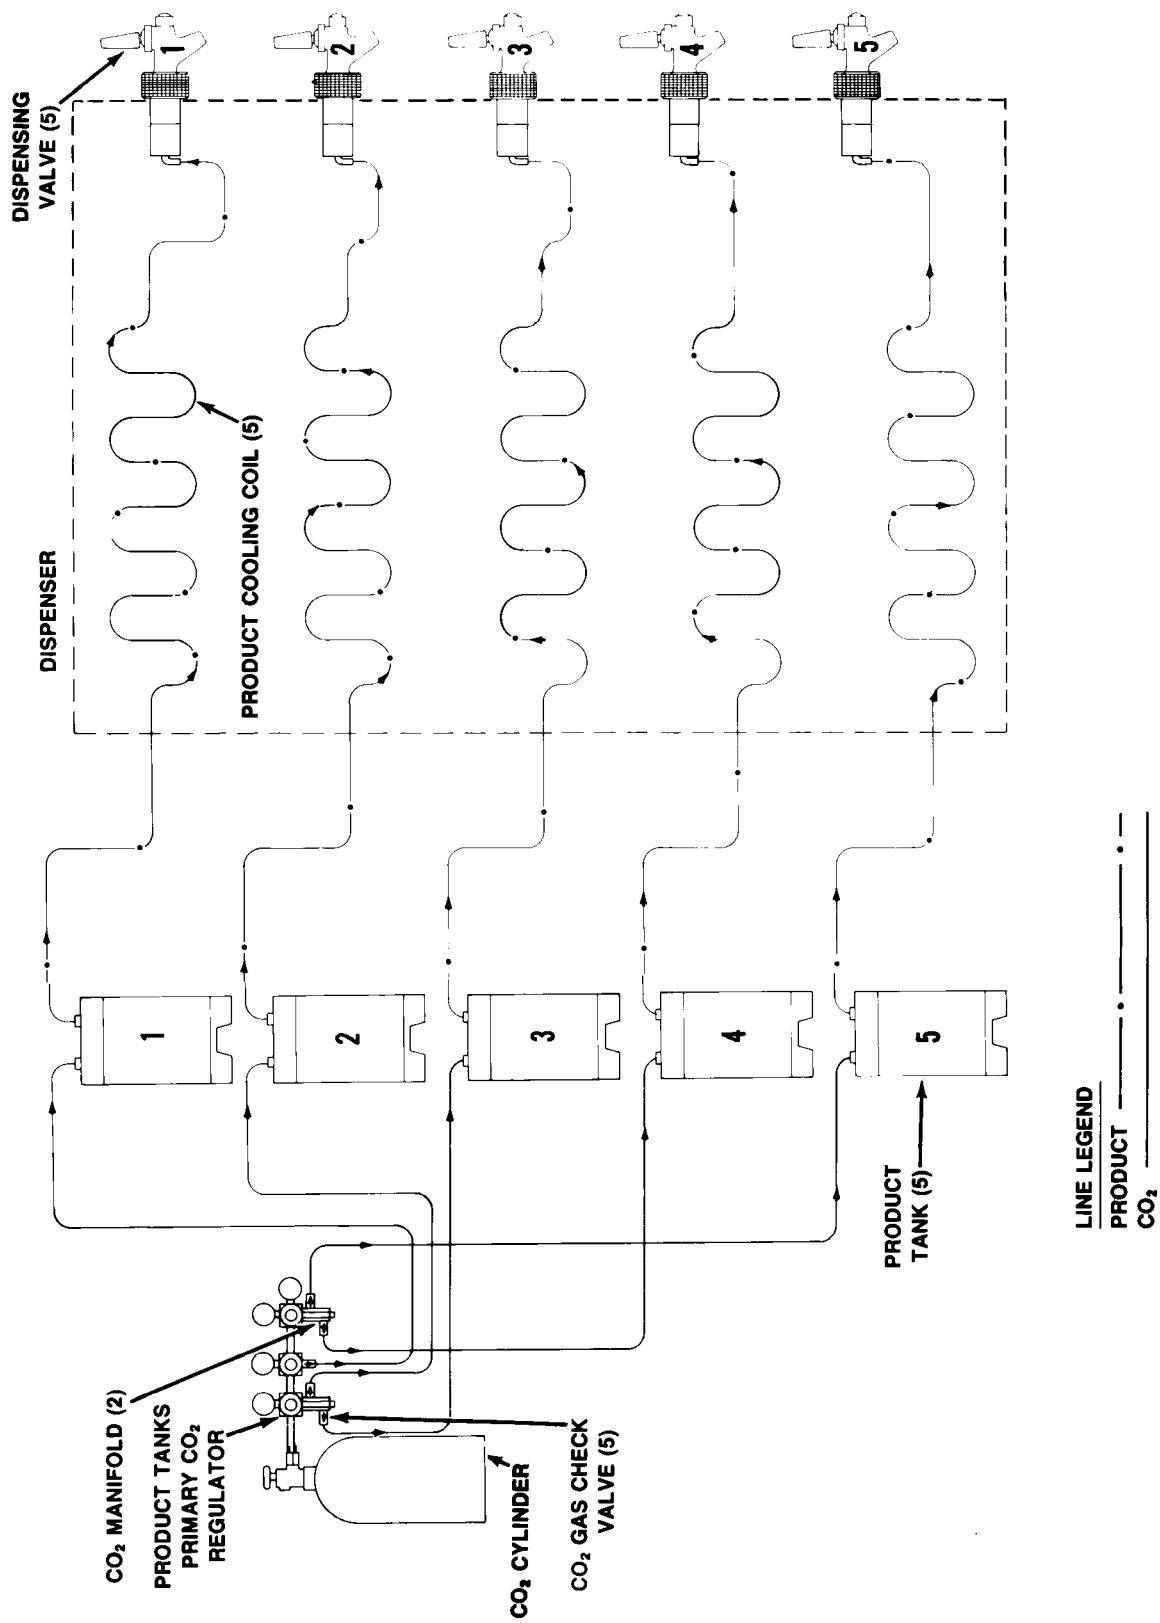 DISPENSING
VALVE (5)
1
2
3
4
5
DISPENSER
PRODUCT COOLING COIL (5)
1
2
3
4
5
PRODUCT
TANK (5)
CO₂ MANIFOLD (2)
PRODUCT TANKS
PRIMARY CO₂
REGULATOR
CO₂ CYLINDER
CO₂ GAS CHECK
VALVE (5)
LINE LEGEND
PRODUCT
CO₂